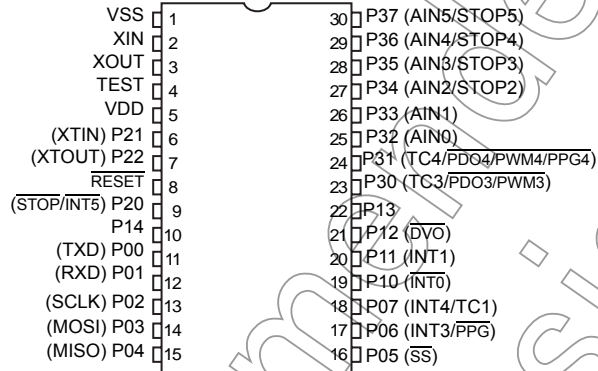 VSS 1 30 P37 (AIN5/STOP5)
XIN 2 29 P36 (AIN4/STOP4)
XOUT 3 28 P35 (AIN3/STOP3)
TEST 4 27 P34 (AIN2/STOP2)
VDD 5 26 P33 (AIN1)
(XTIN) P21 6 25 P32 (AIN0)
(XTOUT) P22 7 24 P31 (TC4/PDO4/PWM4/PPG4)
RESET 8 23 P30 (TC3/PDO3/PWM3)
(STOP/INT5) P20 9 22 P13
P14 10 21 P12 (DVO)
(TXD) P00 11 20 P11 (INT1)
(RXD) P01 12 19 P10 (INT0)
(SCLK) P02 13 18 P07 (INT4/TC1)
(MOSI) P03 14 17 P06 (INT3/PPG)
(MISO) P04 15 16 P05 (SS)